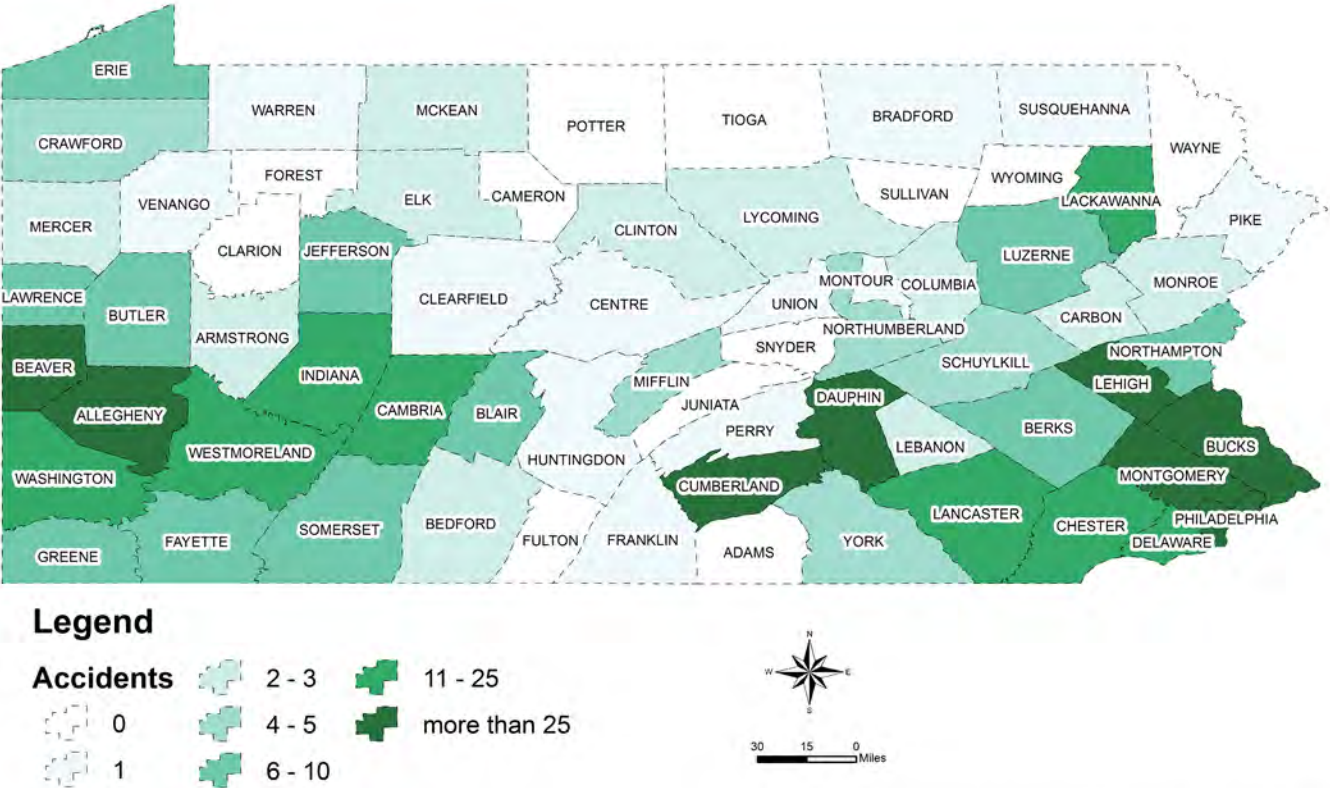 ERIE
WARREN
MCKEAN
POTTER
TIOGA
BRADFORD
SUSQUEHANNA
WAYNE
CRAWFORD
FOREST
CAMERON
SULLIVAN
WYOMING
LACKAWANNA
MERCER
VENANGO
ELK
CLINTON
LYCOMING
PIKE
CLARION
JEFFERSON
LUZERNE
LAWRENCE
BUTLER
CLEARFIELD
CENTRE
UNION
MONTOUR
COLUMBIA
MONROE
ARMSTRONG
NORTHUMBERLAND
CARBON
BEAVER
INDIANA
SNYDER
SCHUYLKILL
NORTHAMPTON
ALLEGHENY
CAMBRIA
BLAIR
MIFFLIN
JUNIATA
DAUPHIN
LEHIGH
WESTMORELAND
HUNTINGDON
PERRY
LEBANON
BERKS
BUCKS
WASHINGTON
CUMBERLAND
MONTGOMERY
GREENE
FAYETTE
SOMERSET
BEDFORD
FULTON
FRANKLIN
ADAMS
YORK
LANCASTER
CHESTER
PHILADELPHIA
DELAWARE
Legend
Accidents
0
1
2 - 3
4 - 5
6 - 10
11 - 25
more than 25
N
W E
S
30 15 0
Miles